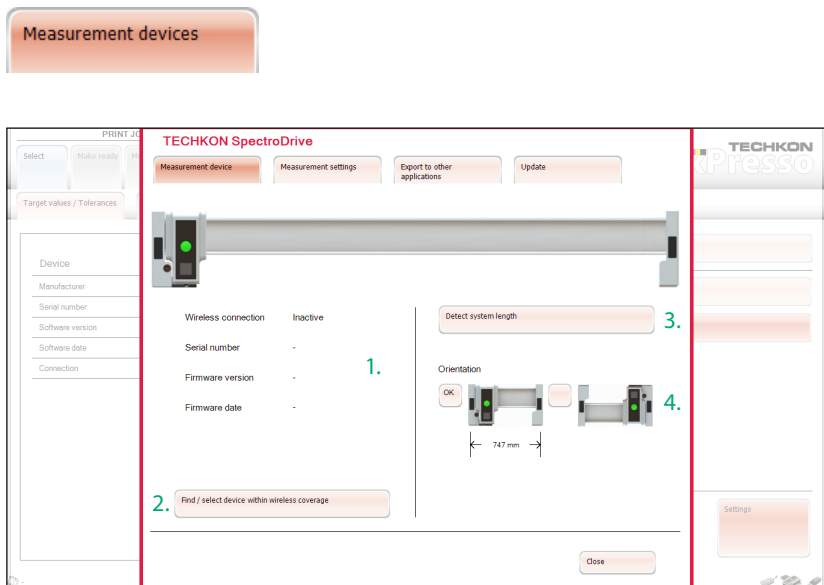 Measurement devices
PRINT JO
TECHKON SpectroDrive
TECHKON
Presso
Select
Make ready
Measurement device
Measurement settings
Export to other
applications
Update
Target values / Tolerances
Device
Manufacturer
Serial number
Software version
Software date
Connection
Wireless connection Inactive
Serial number -
Firmware version -
Firmware date -
1.
2.
Find / select device within wireless coverage
Detect system length
3.
Orientation
OK
4.
747 mm
Settings
Close